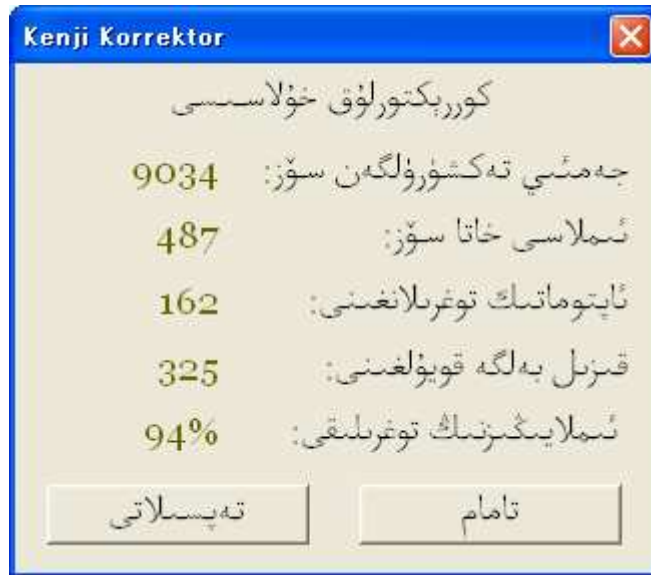 Kenji Korrektor
كوررېكتورلۇق خۇلاسىسى
جەمئىي تەكشۈرۈلگەن سۆز: 9034
ئىملاسى خاتا سۆز: 487
ئاپتوماتىك توغرىلانغىنى: 162
قىزىل بەلگە قويۇلغىنى: 325
ئىملايىڭىزنىڭ توغرىلىقى: 94%
تامام
تەپسىلاتى